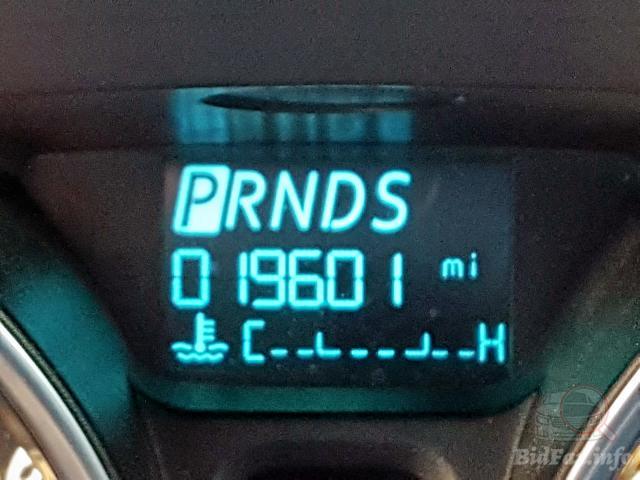 PRNDS
019601 mi
C H
BidFax.info